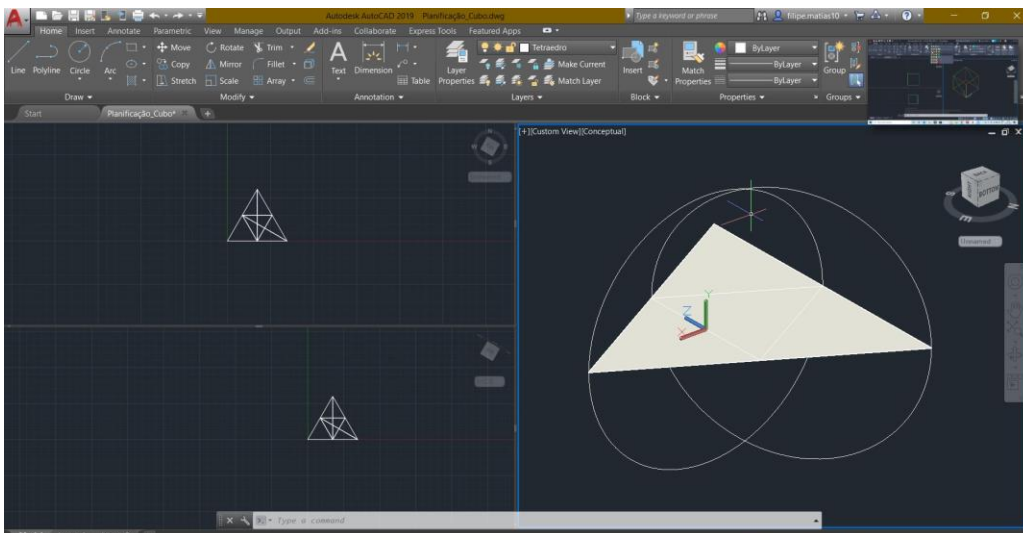 A
Autodesk AutoCAD 2019 Planificação_Cubo.dwg
Type a keyword or phrase
filipe.matias10
?
Home Insert Annotate Parametric View Manage Output Add-ins Collaborate Express Tools Featured Apps
Line Polyline Circle Arc
Move Rotate Trim
Copy Mirror Fillet
Stretch Scale Array
A Text Dimension
Table
Layer Properties
Tetraedro
Make Current
Match Layer
Insert
Match Properties
ByLayer
ByLayer
ByLayer
Group
Draw Modify Annotation Layers Block Properties Groups
Start Planificação_Cubo*
[+][Custom View][Conceptual]
BACK
BOTTOM
Unnamed
Z Y
X
Type a command